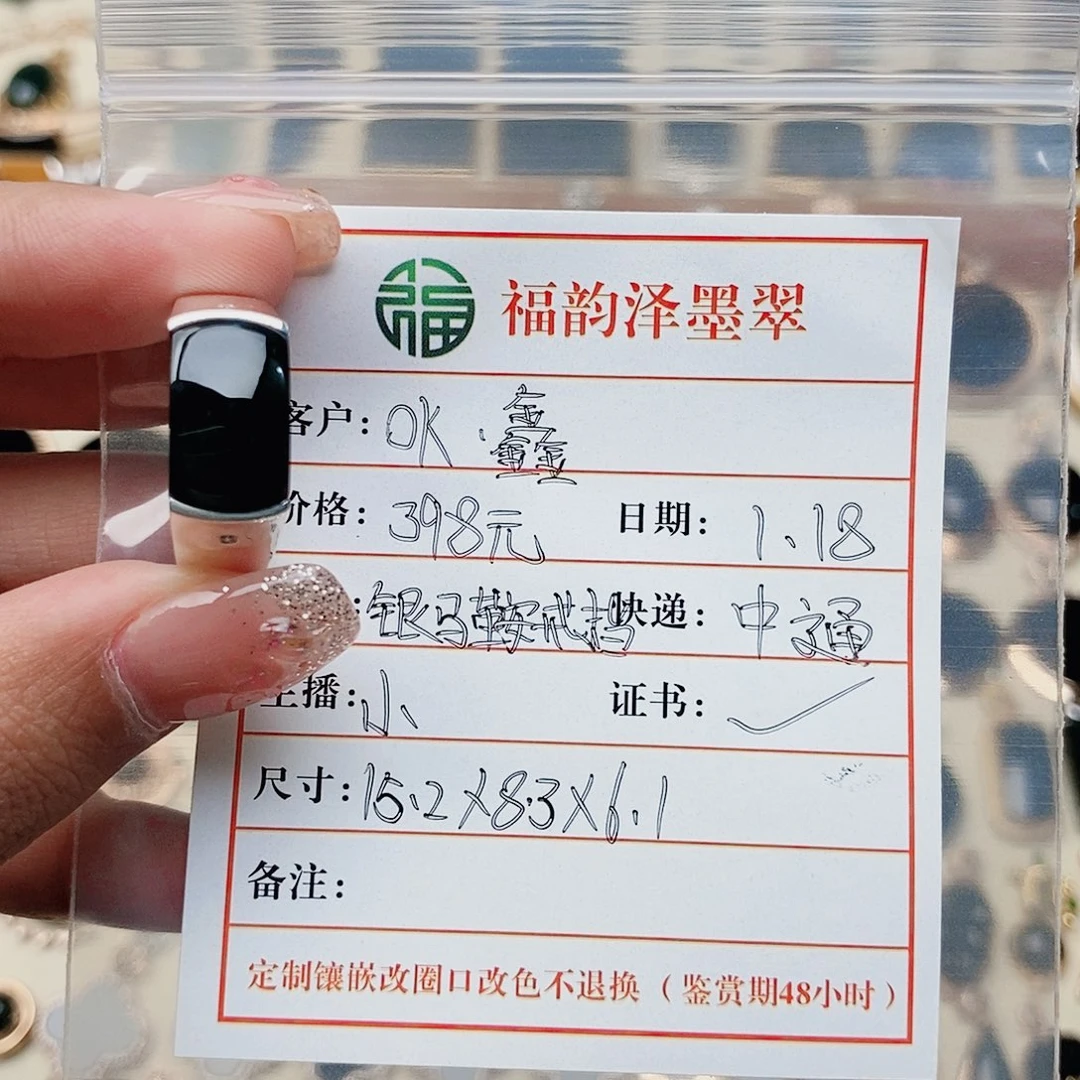 福 福韵泽墨翠
客户：OK 鑫
价格：398元 日期：1.18
：银马鞍戒挡 快递：中通
主播：小 证书：✓
尺寸：15.2X8.3X6.1
备注：
定制镶嵌改圈口改色不退换（鉴赏期48小时）